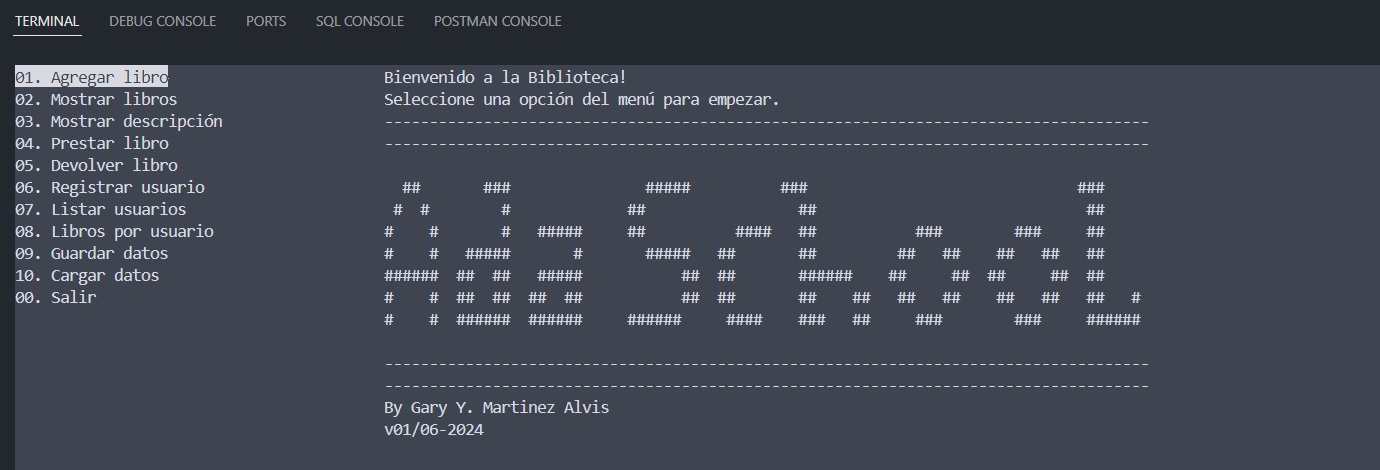 TERMINAL DEBUG CONSOLE PORTS SQL CONSOLE POSTMAN CONSOLE
01. Agregar libro
02. Mostrar libros
03. Mostrar descripción
04. Prestar libro
05. Devolver libro
06. Registrar usuario
07. Listar usuarios
08. Libros por usuario
09. Guardar datos
10. Cargar datos
00. Salir
Bienvenido a la Biblioteca!
Seleccione una opción del menú para empezar.
AdaSchool
By Gary Y. Martinez Alvis
v01/06-2024